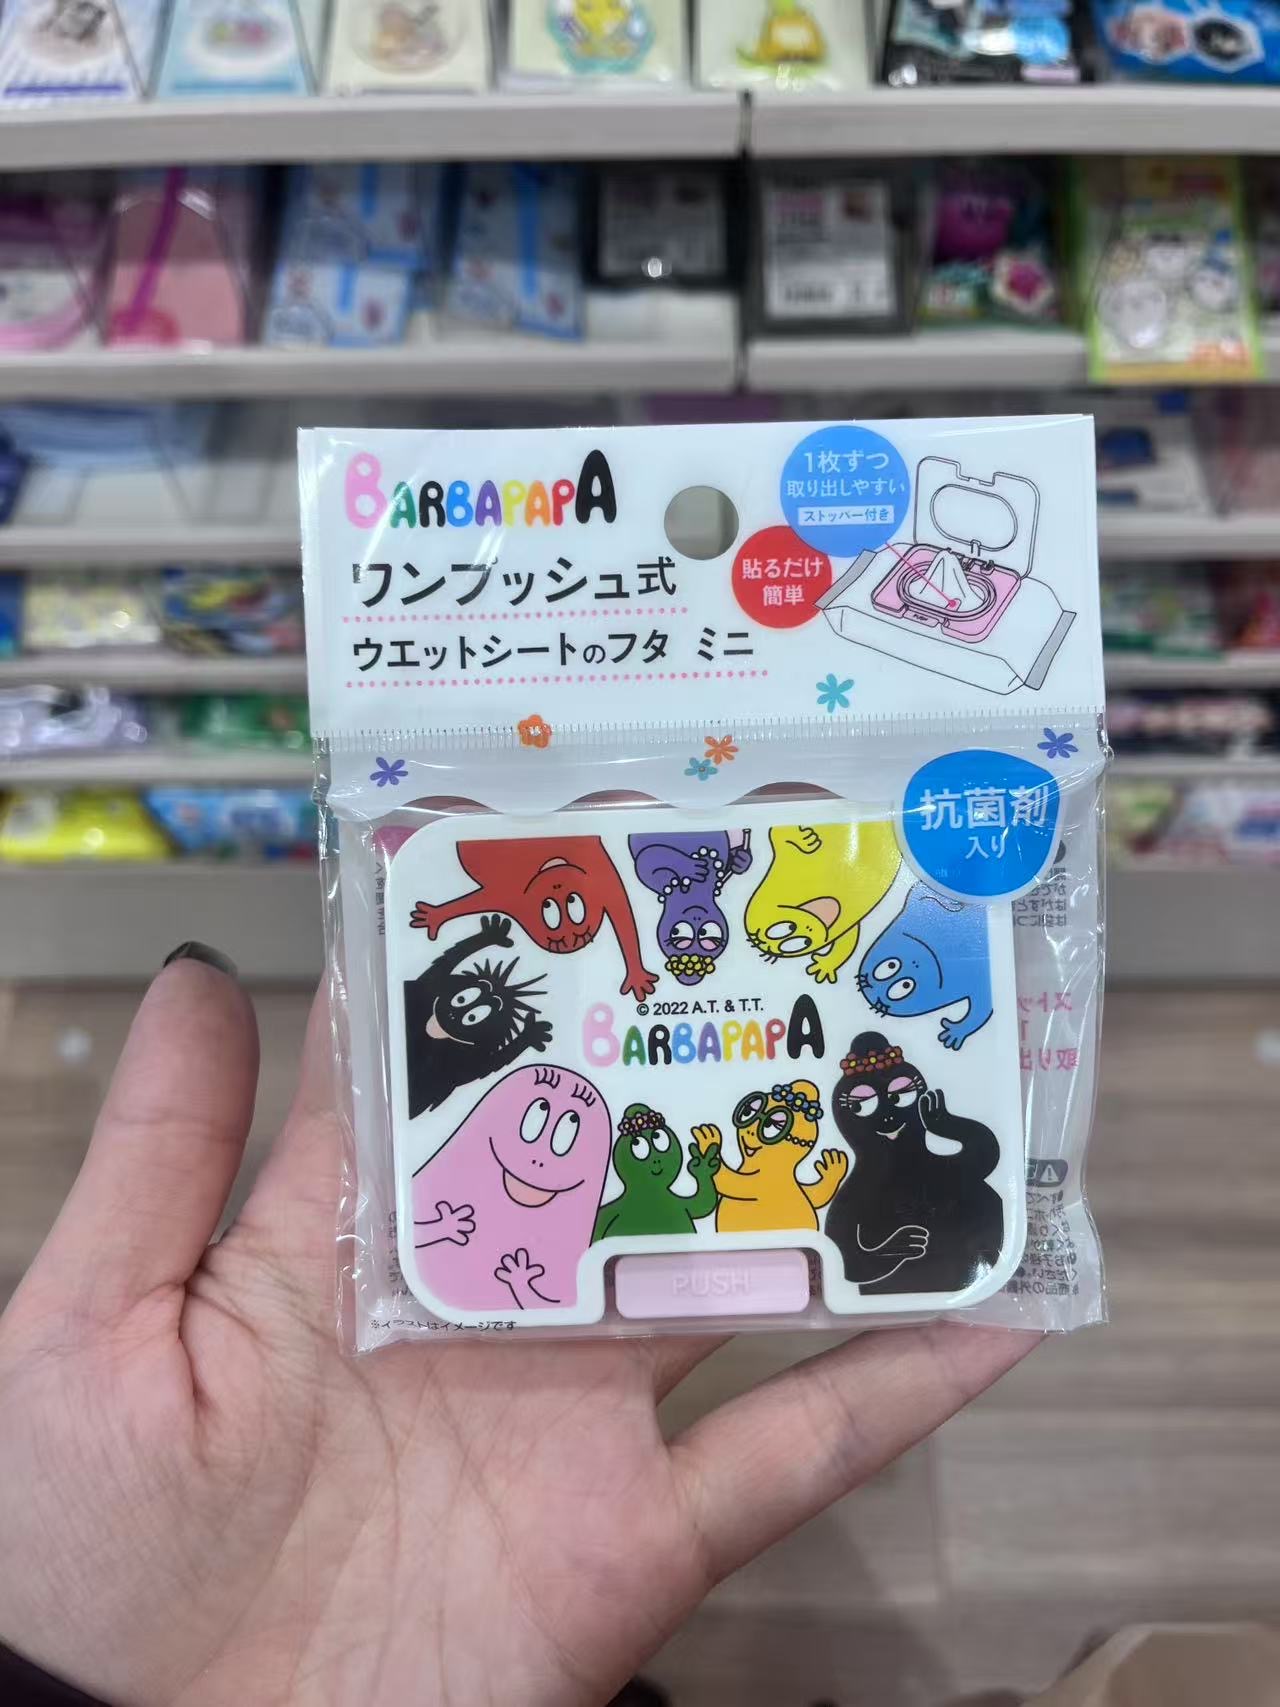 BARBAPAPA
ワンプッシュ式
ウエットシートのフタ ミニ
1枚ずつ
取り出しやすい
ストッパー付き
貼るだけ
簡単
抗菌剤
入り
© 2022 A.T. & T.T.
BARBAPAPA
PUSH
※イラストはイメージです